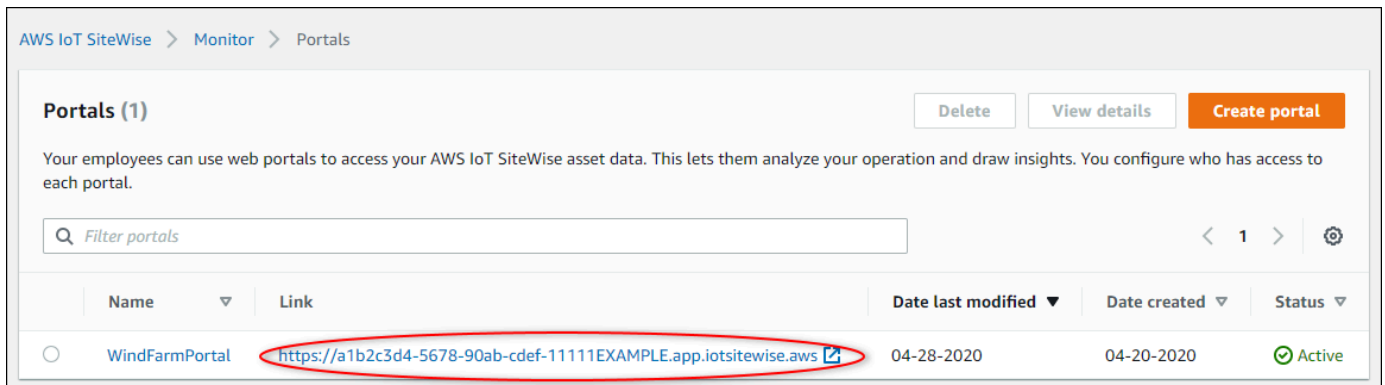 AWS IoT SiteWise > Monitor > Portals
Portals (1)
Delete
View details
Create portal
Your employees can use web portals to access your AWS IoT SiteWise asset data. This lets them analyze your operation and draw insights. You configure who has access to
each portal.
Filter portals
< 1 >
Name Link Date last modified Date created Status
WindFarmPortal https://a1b2c3d4-5678-90ab-cdef-11111EXAMPLE.app.iotsitewise.aws 04-28-2020 04-20-2020 Active